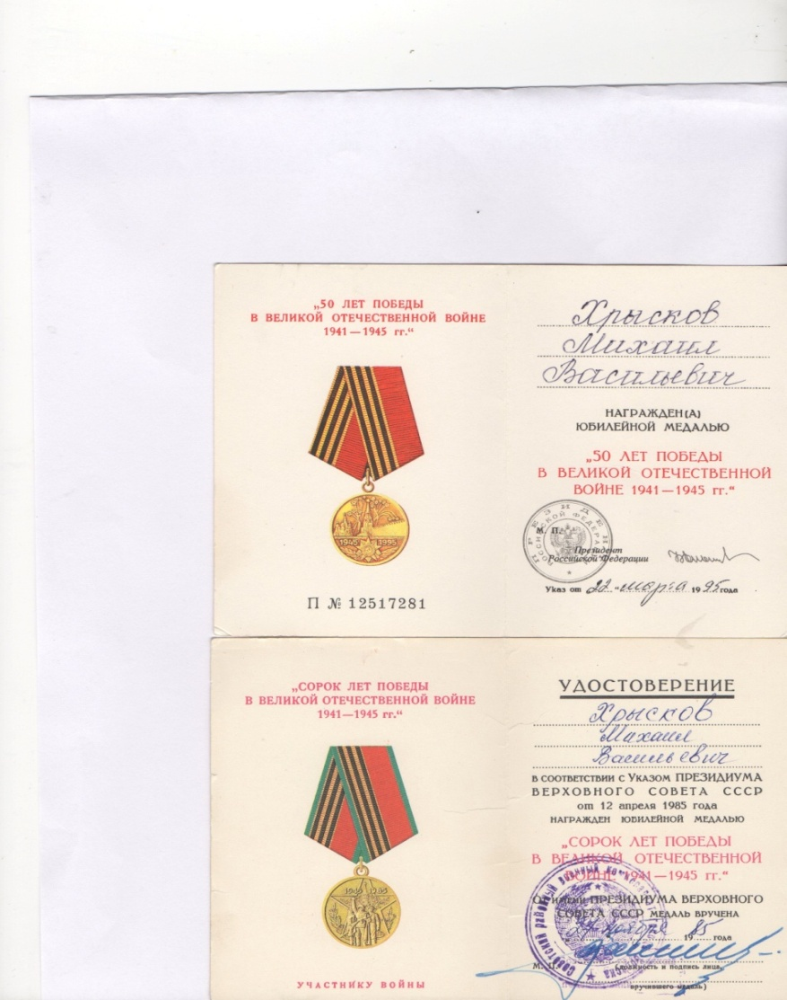 „50 ЛЕТ ПОБЕДЫ
В ВЕЛИКОЙ ОТЕЧЕСТВЕННОЙ ВОЙНЕ
1941—1945 гг.“
1945 1995
П № 12517281
Хрысков
Михаил
Васильевич
НАГРАЖДЕН(А)
ЮБИЛЕЙНОЙ МЕДАЛЬЮ
„50 ЛЕТ ПОБЕДЫ
В ВЕЛИКОЙ ОТЕЧЕСТВЕННОЙ
ВОЙНЕ 1941—1945 гг.“
М. П.
Президент
Российской Федерации
Указ от 22 „ марта 1995 года
„СОРОК ЛЕТ ПОБЕДЫ
В ВЕЛИКОЙ ОТЕЧЕСТВЕННОЙ ВОЙНЕ
1941—1945 гг.“
1945 1985
УЧАСТНИКУ ВОЙНЫ
УДОСТОВЕРЕНИЕ
Хрысков
Михаил
Васильевич
В СООТВЕТСТВИИ С УКАЗОМ ПРЕЗИДИУМА
ВЕРХОВНОГО СОВЕТА СССР
от 12 апреля 1985 года
НАГРАЖДЕН ЮБИЛЕЙНОЙ МЕДАЛЬЮ
„СОРОК ЛЕТ ПОБЕДЫ
В ВЕЛИКОЙ ОТЕЧЕСТВЕННОЙ
ВОЙНЕ 1941—1945 гг.“
ОТ имени ПРЕЗИДИУМА ВЕРХОВНОГО
СОВЕТА СССР МЕДАЛЬ ВРУЧЕНА
1985 года
М. П.
(должность и подпись лица,
вручившего медаль)